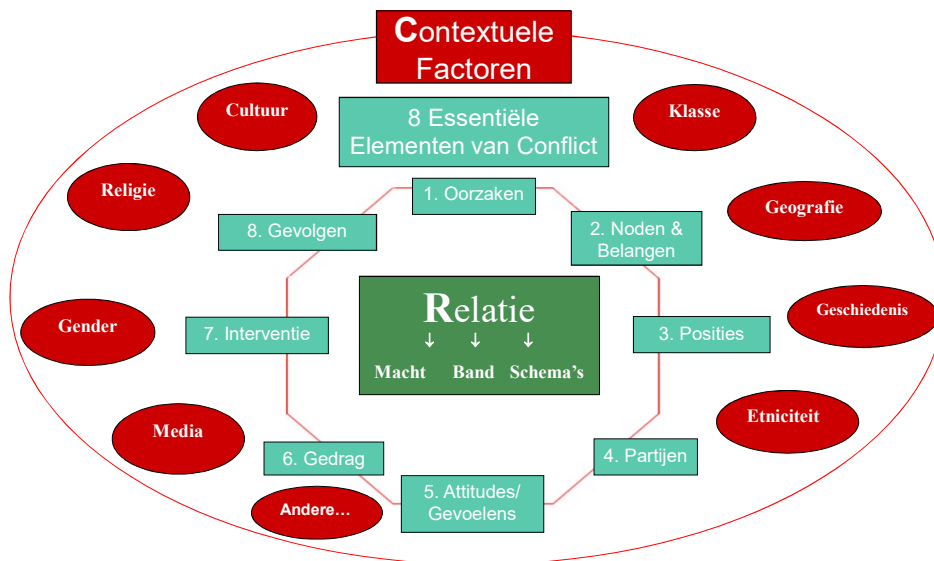 Contextuele
Factoren
8 Essentiële
Elementen van Conflict
Cultuur
Klasse
Religie
Geografie
1. Oorzaken
8. Gevolgen
2. Noden &
Belangen
Relatie
↓ ↓ ↓
Macht Band Schema's
Gender
7. Interventie
3. Posities
Geschiedenis
Media
Etniciteit
6. Gedrag
4. Partijen
5. Attitudes/
Gevoelens
Andere…